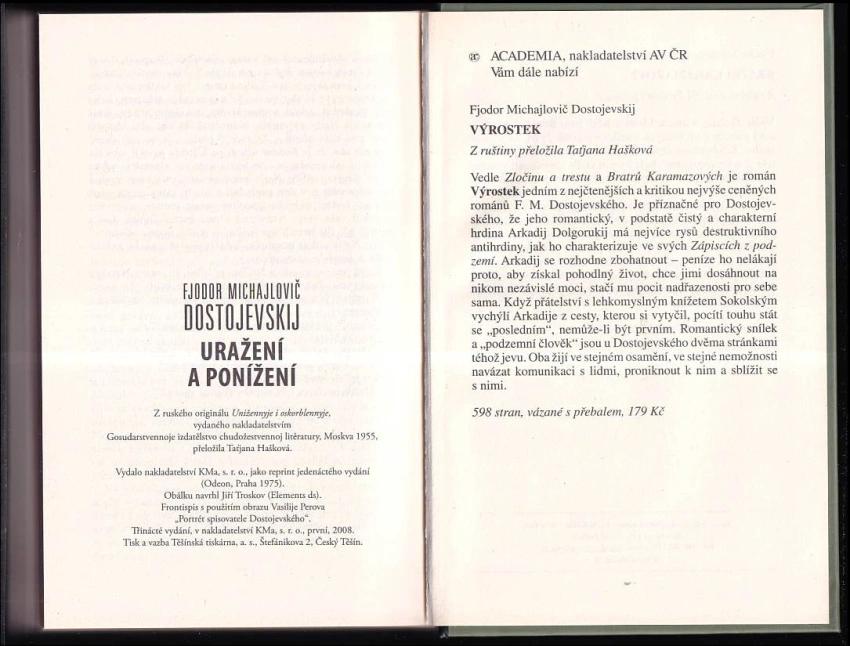 FJODOR MICHAJLOVIČ
DOSTOJEVSKIJ
URAŽENÍ
A PONÍŽENÍ
Z ruského originálu Unižennyje i oskorblennyje,
vydaného nakladatelstvím
Gosudarstvennoje izdatělstvo chudožestvennoj litěratury, Moskva 1955,
přeložila Taťjana Hašková.
Vydalo nakladatelství KMa, s. r. o., jako reprint jedenáctého vydání
(Odeon, Praha 1975).
Obálku navrhl Jiří Troskov (Elements ds).
Frontispis s použitím obrazu Vasilije Perova
„Portrét spisovatele Dostojevského“.
Třinácté vydání, v nakladatelství KMa, s. r. o., první, 2008.
Tisk a vazba Těšínská tiskárna, a. s., Štefánikova 2, Český Těšín.
ACADEMIA, nakladatelství AV ČR
Vám dále nabízí
Fjodor Michajlovič Dostojevskij
VÝROSTEK
Z ruštiny přeložila Taťjana Hašková
Vedle Zločinu a trestu a Bratrů Karamazových je román
Výrostek jedním z nejčtenějších a kritikou nejvýše ceněných
románů F. M. Dostojevského. Je příznačné pro Dostojev-
ského, že jeho romantický, v podstatě čistý a charakterní
hrdina Arkadij Dolgorukij má nejvíce rysů destruktivního
antihrdiny, jak ho charakterizuje ve svých Zápiscích z pod-
zemí. Arkadij se rozhodne zbohatnout – peníze ho nelákají
proto, aby získal pohodlný život, chce jimi dosáhnout na
nikom nezávislé moci, stačí mu pocit nadřazenosti pro sebe
sama. Když přátelství s lehkomyslným knížetem Sokolským
vychýlí Arkadije z cesty, kterou si vytyčil, pocítí touhu stát
se „posledním“, nemůže-li být prvním. Romantický snílek
a „podzemní člověk“ jsou u Dostojevského dvěma stránkami
téhož jevu. Oba žijí ve stejném osamění, ve stejné nemožnosti
navázat komunikaci s lidmi, proniknout k nim a sblížit se
s nimi.
598 stran, vázané s přebalem, 179 Kč